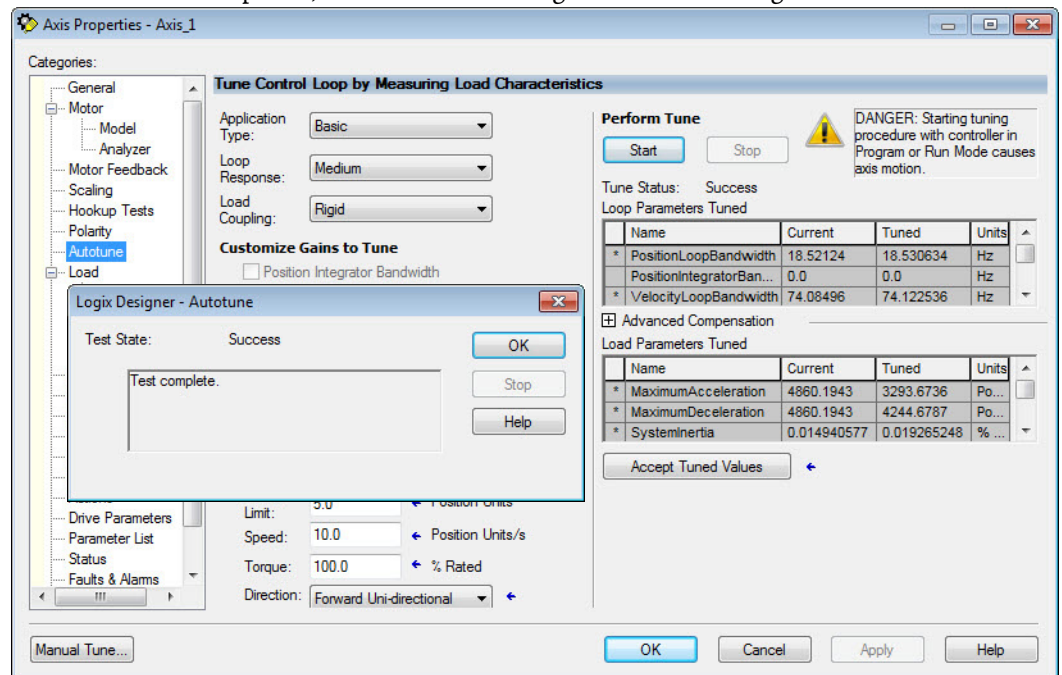 Axis Properties - Axis_1
Categories:
General
Motor
Model
Analyzer
Motor Feedback
Scaling
Hookup Tests
Polarity
Autotune
Load
Drive Parameters
Parameter List
Status
Faults & Alarms
Tune Control Loop by Measuring Load Characteristics
Application Type: Basic
Loop Response: Medium
Load Coupling: Rigid
Customize Gains to Tune
Position Integrator Bandwidth
Logix Designer - Autotune
Test State: Success
Test complete.
OK
Stop
Help
Limit: 5.0 Position Units
Speed: 10.0 Position Units/s
Torque: 100.0 % Rated
Direction: Forward Uni-directional
Perform Tune
Start Stop
DANGER: Starting tuning
procedure with controller in
Program or Run Mode causes
axis motion.
Tune Status: Success
Loop Parameters Tuned
Name Current Tuned Units
* PositionLoopBandwidth 18.52124 18.530634 Hz
PositionIntegratorBan... 0.0 0.0 Hz
* VelocityLoopBandwidth 74.08496 74.122536 Hz
Advanced Compensation
Load Parameters Tuned
Name Current Tuned Units
* MaximumAcceleration 4860.1943 3293.6736 Po...
* MaximumDeceleration 4860.1943 4244.6787 Po...
* SystemInertia 0.014940577 0.019265248 % ...
Accept Tuned Values
Manual Tune...
OK Cancel Apply Help